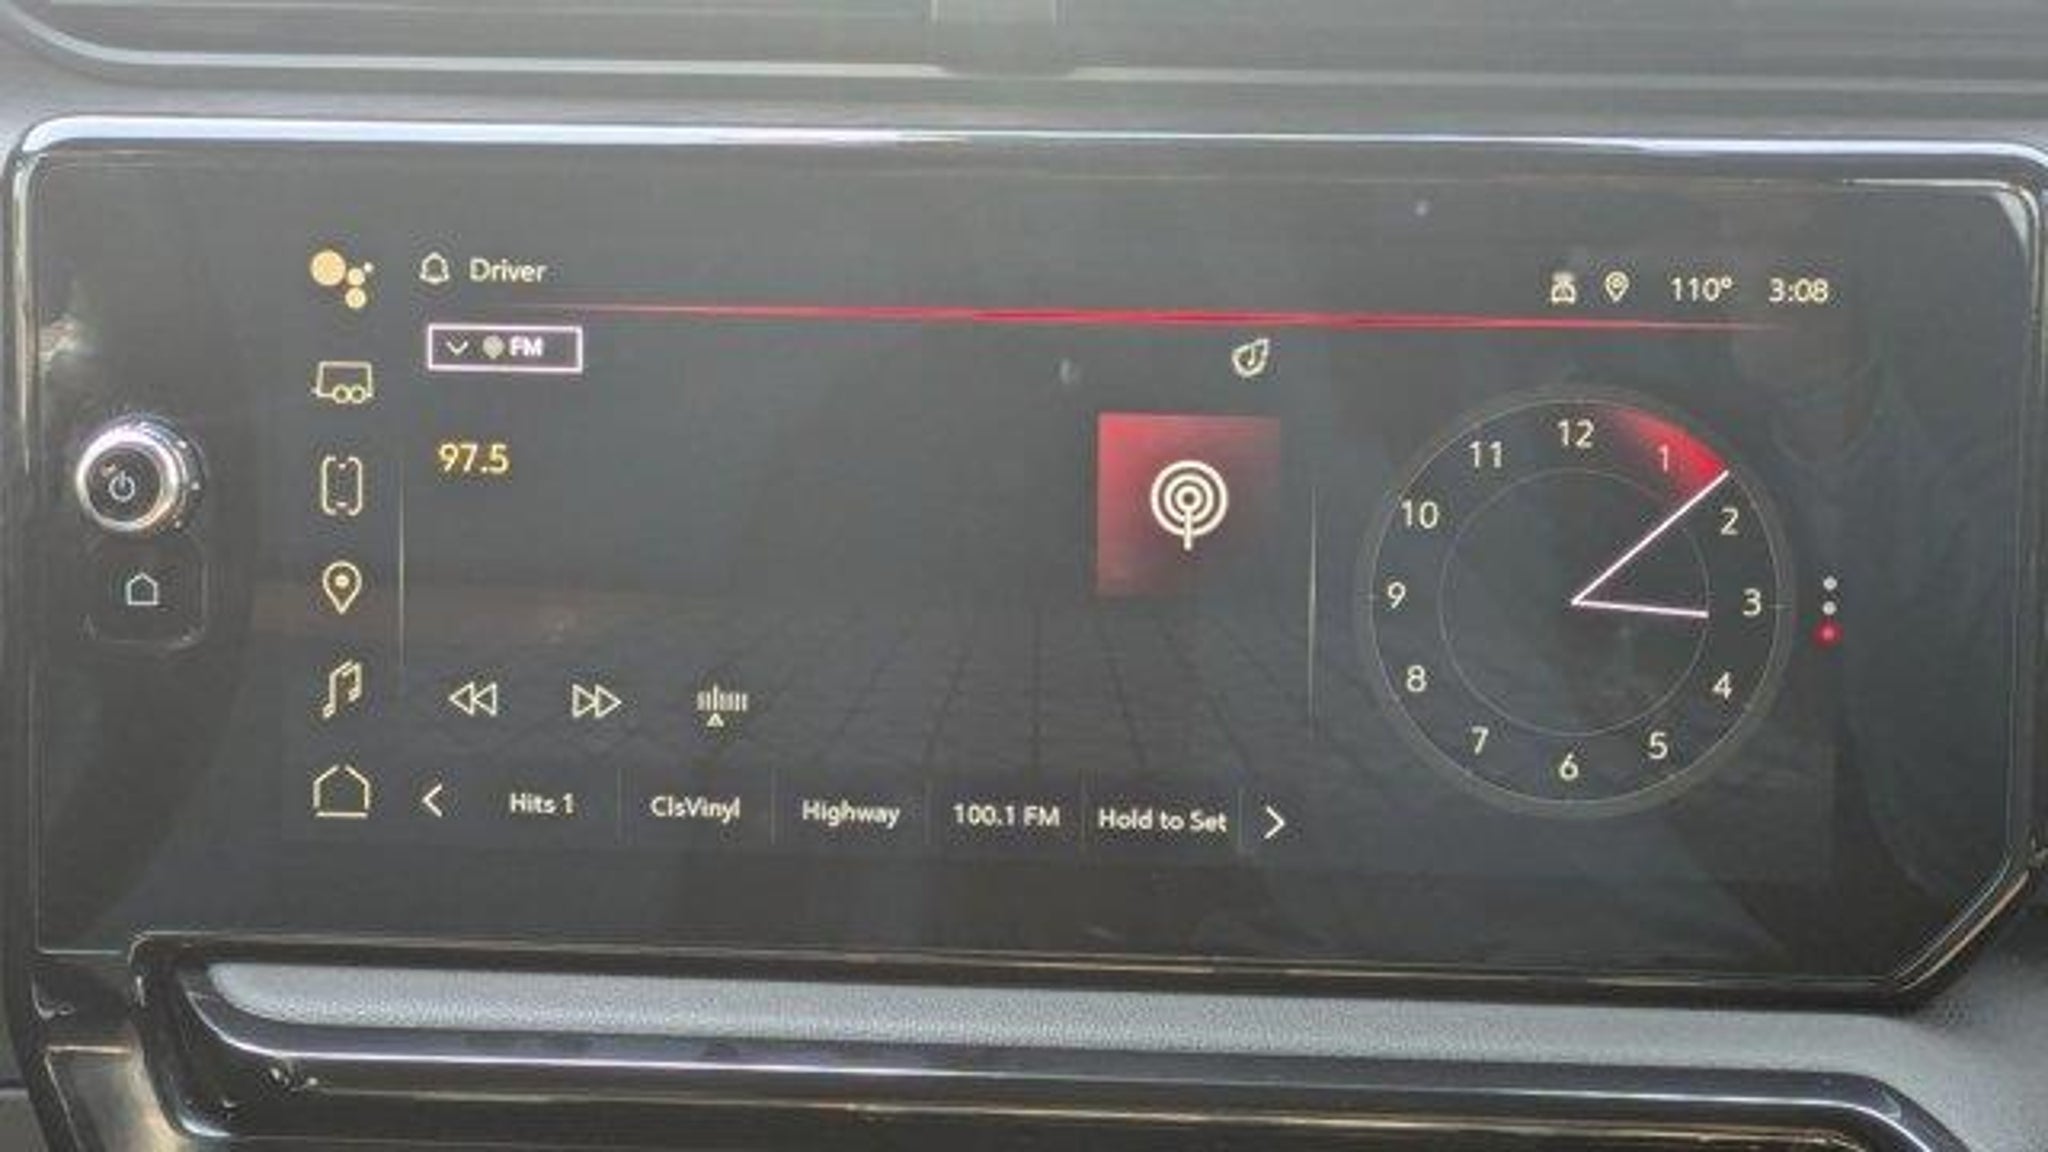 Driver
110° 3:08
FM
97.5
12
11
1
10
2
9
3
8
4
7
5
6
Hits 1
ClsVinyl
Highway
100.1 FM
Hold to Set